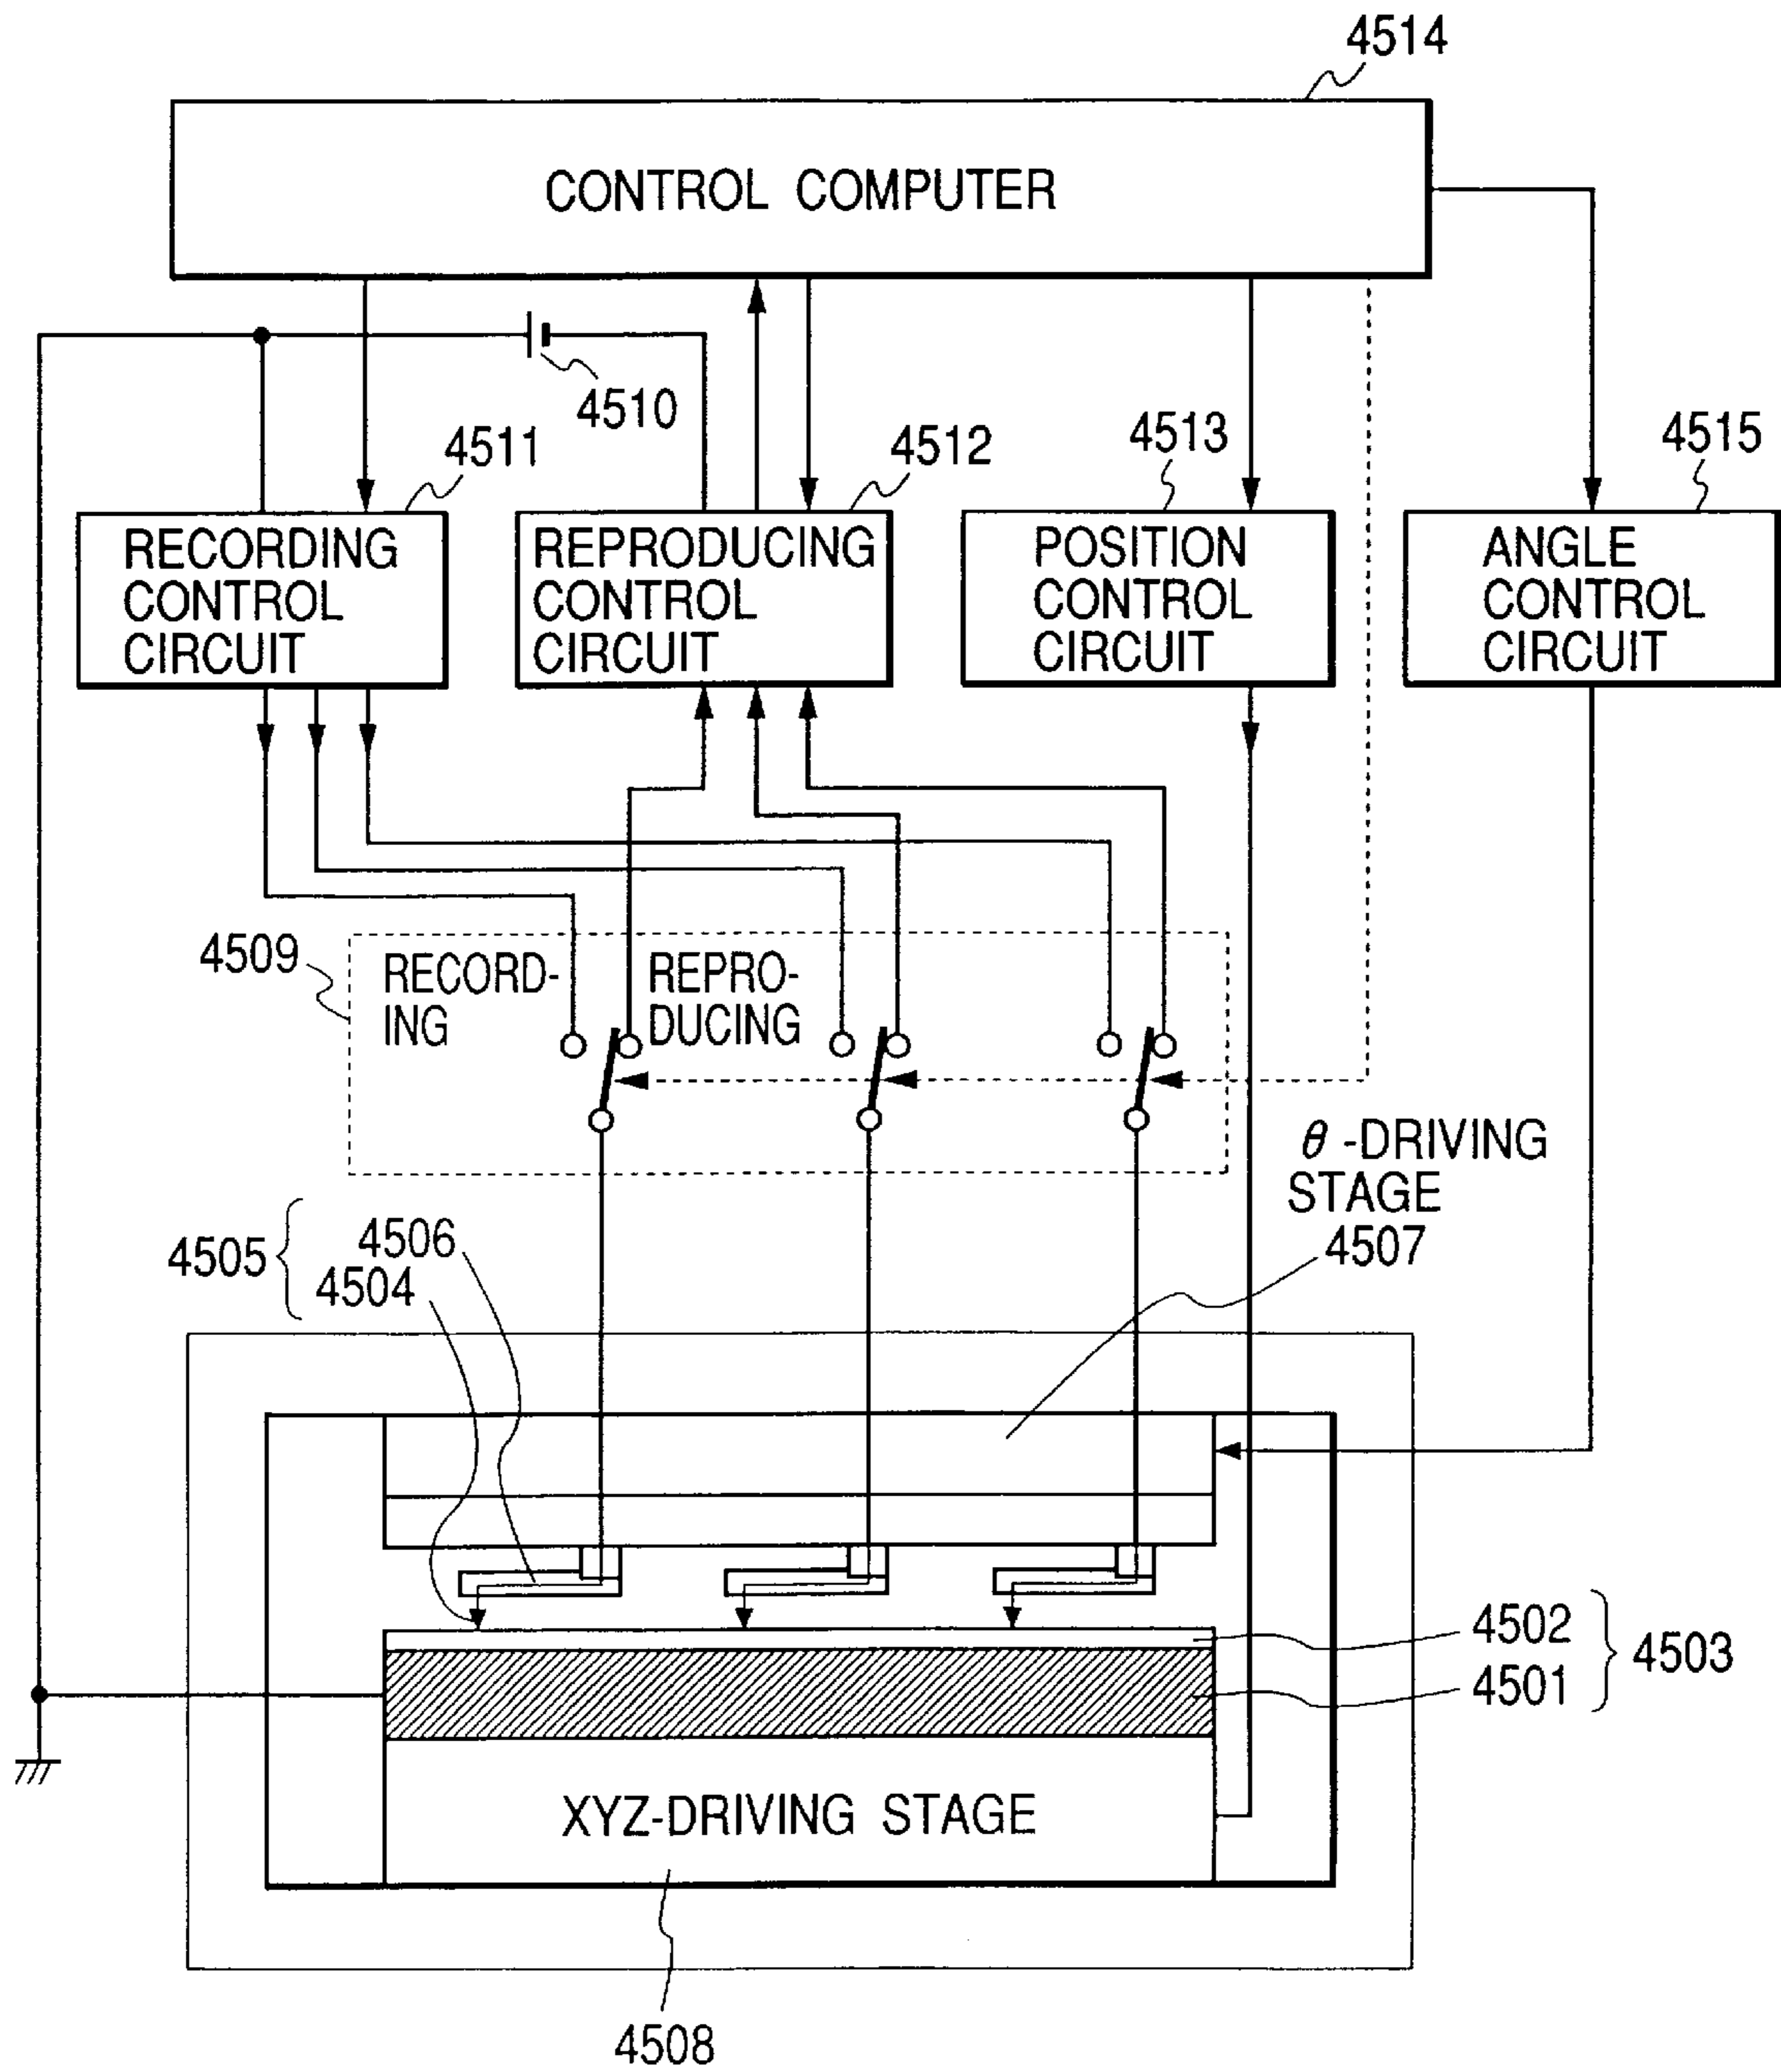 4514
CONTROL COMPUTER
4510
4511
4512
4513
4515
RECORDING
CONTROL
CIRCUIT
REPRODUCING
CONTROL
CIRCUIT
POSITION
CONTROL
CIRCUIT
ANGLE
CONTROL
CIRCUIT
4509
RECORD-
ING
REPRO-
DUCING
θ-DRIVING
STAGE
4507
4505
4506
4504
4502
4501
4503
XYZ-DRIVING STAGE
4508